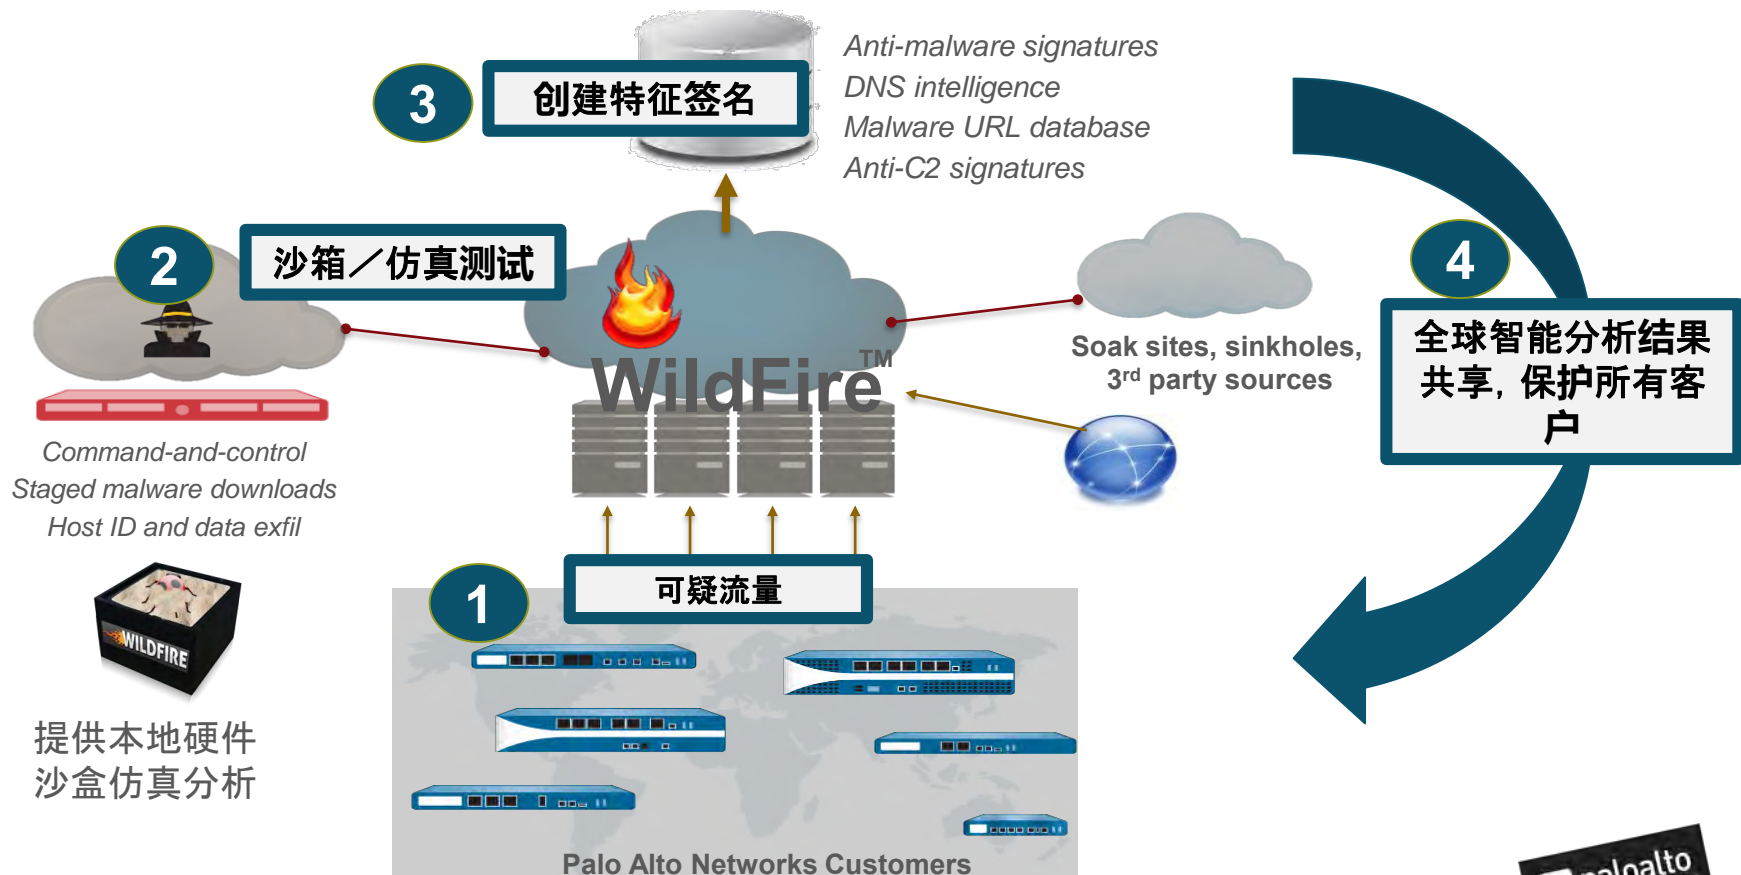 3
创建特征签名
Anti-malware signatures
DNS intelligence
Malware URL database
Anti-C2 signatures
2
沙箱／仿真测试
4
全球智能分析结果
共享, 保护所有客
户
WildFire™
Soak sites, sinkholes,
3rd party sources
Command-and-control
Staged malware downloads
Host ID and data exfil
1
可疑流量
WILDFIRE
提供本地硬件
沙盒仿真分析
Palo Alto Networks Customers
paloalto